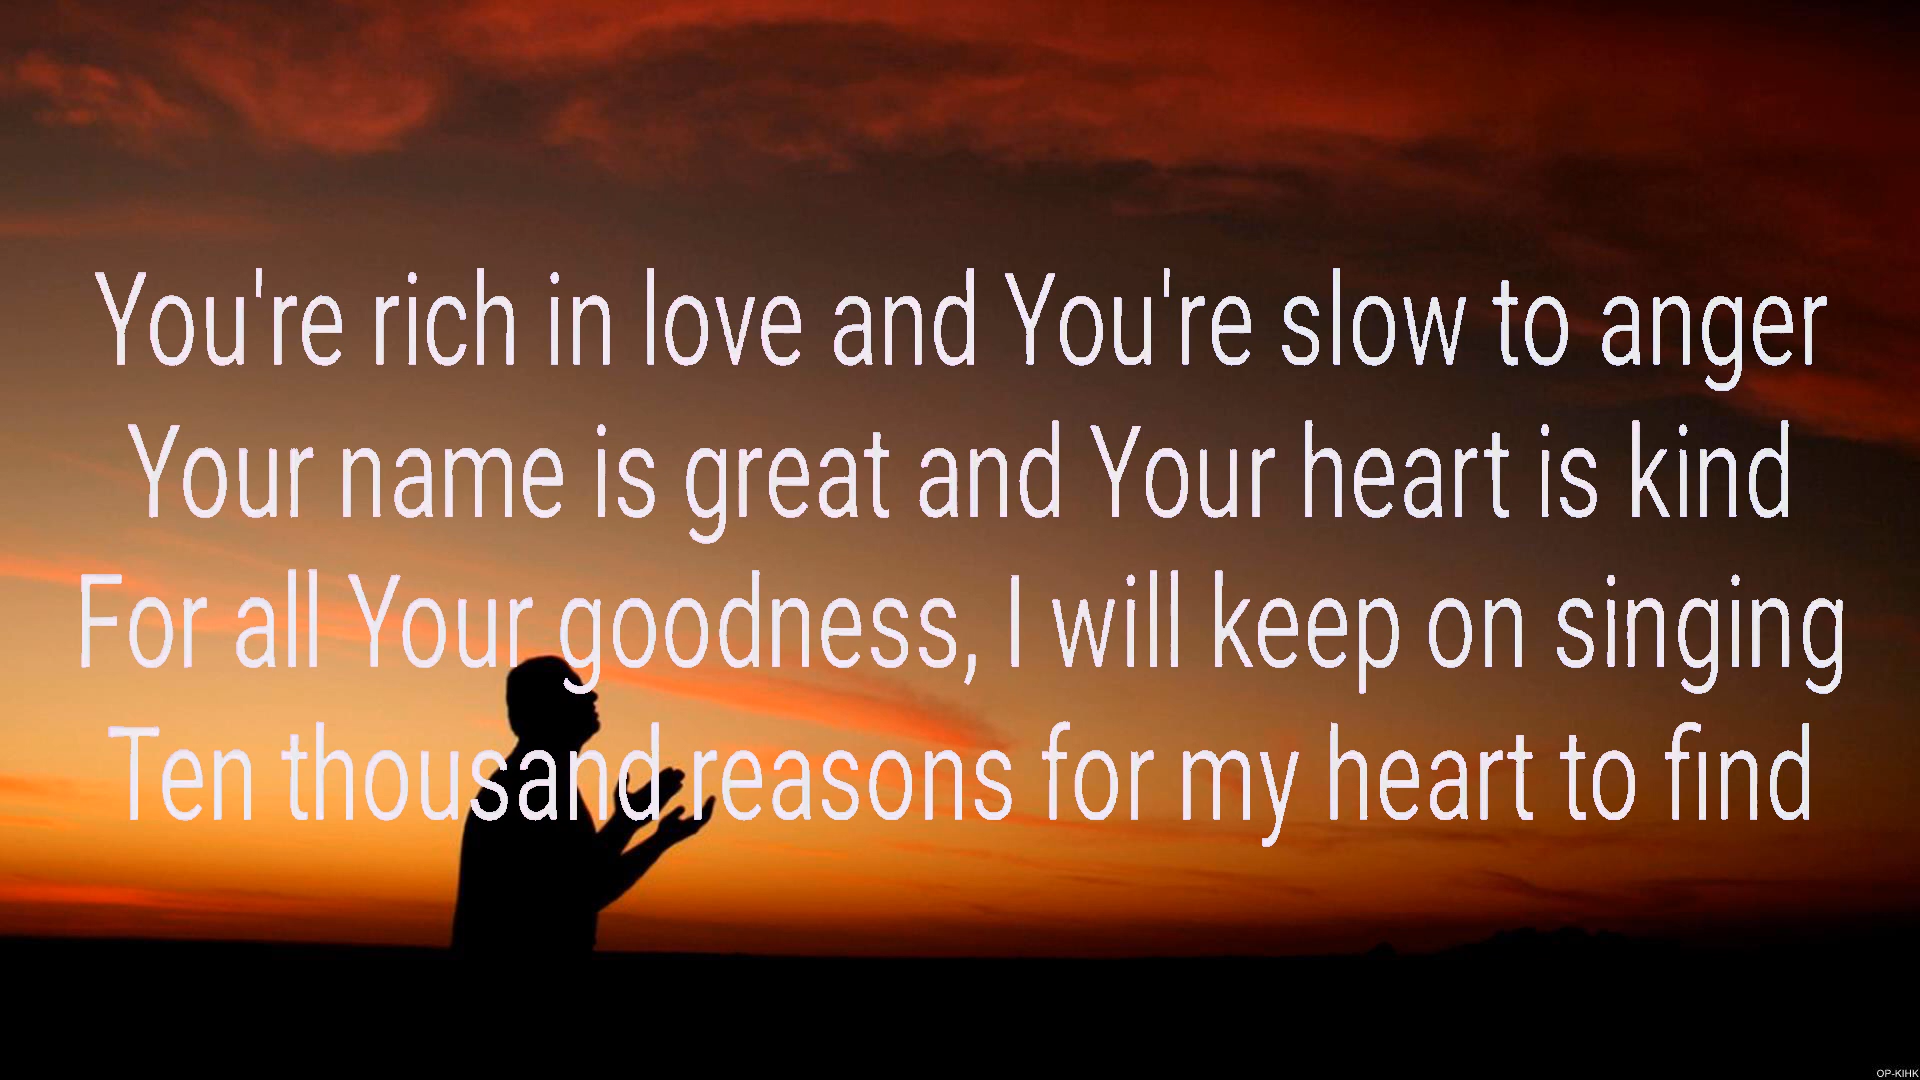 You're rich in love and You're slow to anger
Your name is great and Your heart is kind
For all Your goodness, I will keep on singing
Ten thousand reasons for my heart to find
OP-KIHK